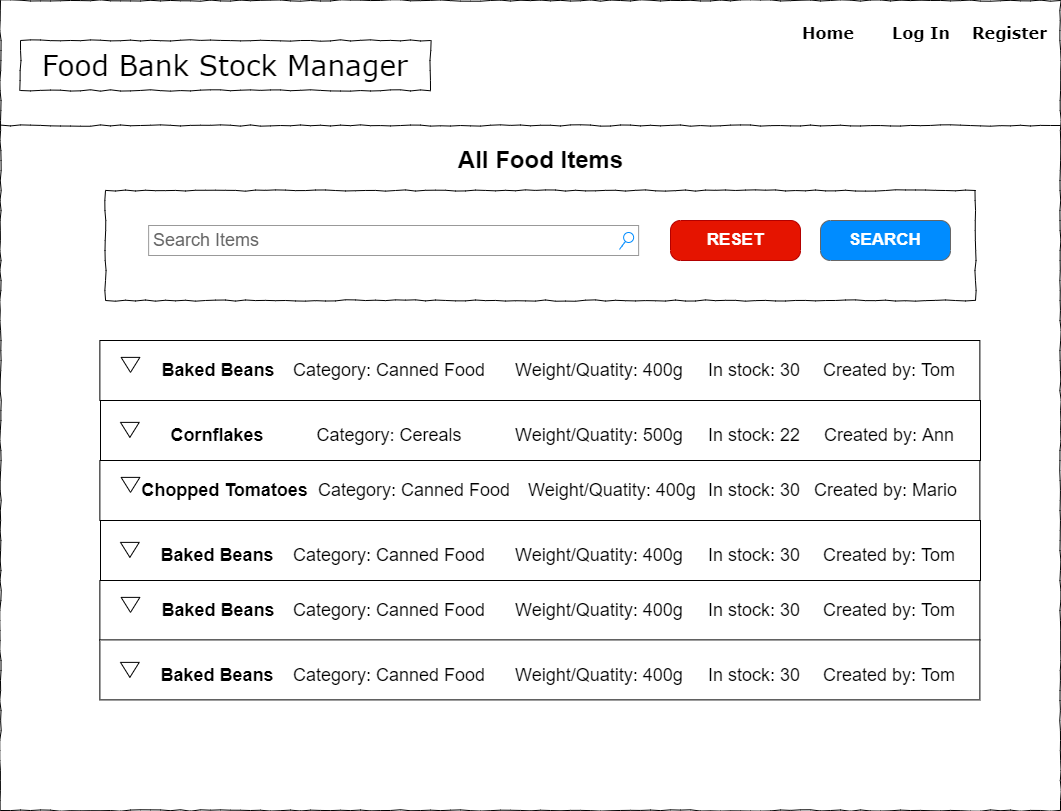 Home Log In Register
Food Bank Stock Manager
All Food Items
Search Items RESET SEARCH
Baked Beans Category: Canned Food Weight/Quatity: 400g In stock: 30 Created by: Tom
Cornflakes Category: Cereals Weight/Quatity: 500g In stock: 22 Created by: Ann
Chopped Tomatoes Category: Canned Food Weight/Quatity: 400g In stock: 30 Created by: Mario
Baked Beans Category: Canned Food Weight/Quatity: 400g In stock: 30 Created by: Tom
Baked Beans Category: Canned Food Weight/Quatity: 400g In stock: 30 Created by: Tom
Baked Beans Category: Canned Food Weight/Quatity: 400g In stock: 30 Created by: Tom